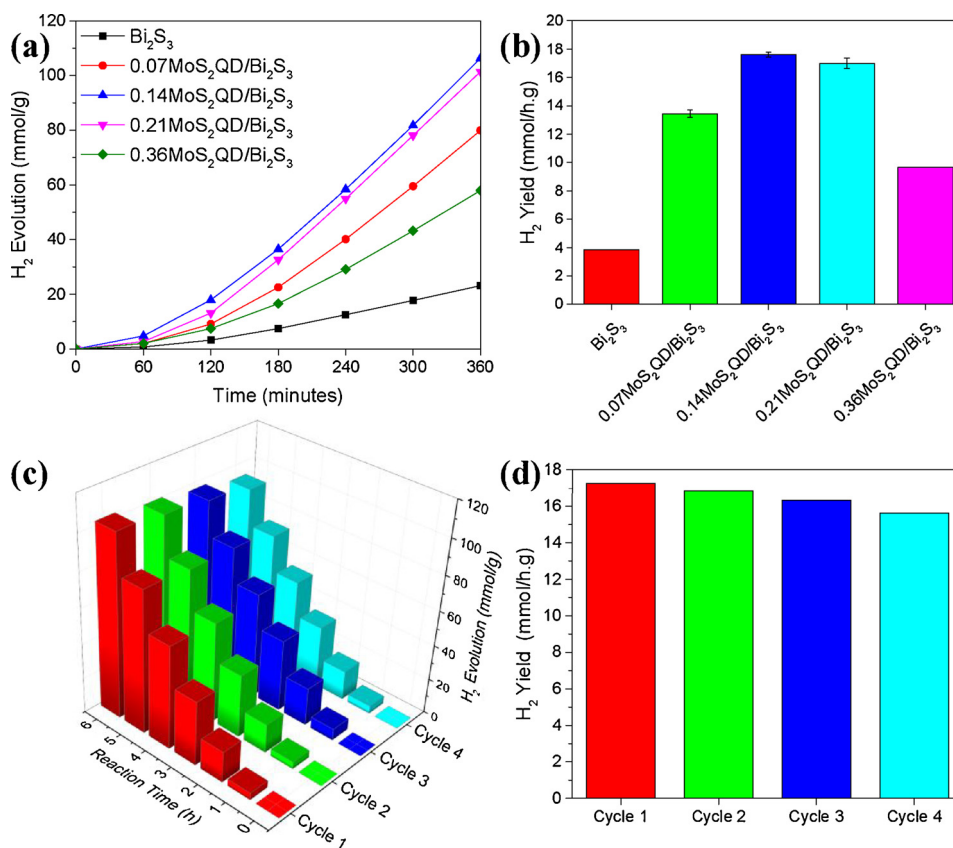 (a)
Bi₂S₃
0.07MoS₂QD/Bi₂S₃
0.14MoS₂QD/Bi₂S₃
0.21MoS₂QD/Bi₂S₃
0.36MoS₂QD/Bi₂S₃
120
100
80
60
40
20
0
H₂ Evolution (mmol/g)
0 60 120 180 240 300 360
Time (minutes)
(b)
20
18
16
14
12
10
8
6
4
2
0
H₂ Yield (mmol/h.g)
Bi₂S₃
0.07MoS₂QD/Bi₂S₃
0.14MoS₂QD/Bi₂S₃
0.21MoS₂QD/Bi₂S₃
0.36MoS₂QD/Bi₂S₃
(c)
120
100
80
60
40
20
0
H₂ Evolution (mmol/g)
6 5 4 3 2 1 0
Reaction Time (h)
Cycle 1
Cycle 2
Cycle 3
Cycle 4
(d)
18
16
14
12
10
8
6
4
2
0
H₂ Yield (mmol/h.g)
Cycle 1 Cycle 2 Cycle 3 Cycle 4